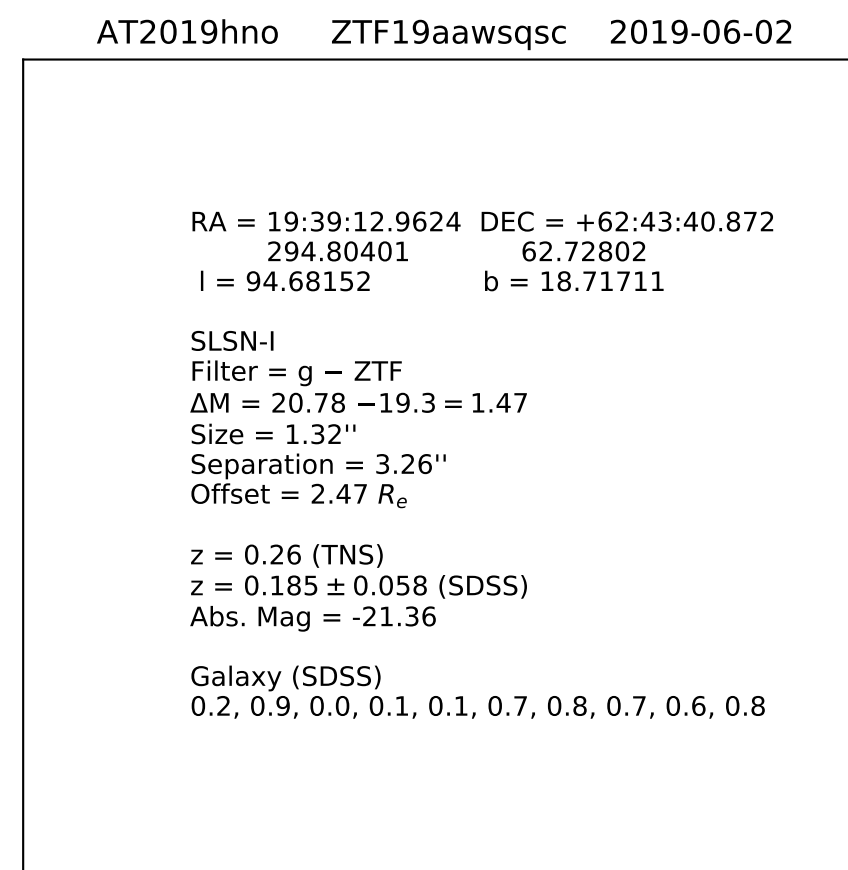 AT2019hno ZTF19aawsqsc 2019-06-02
RA = 19:39:12.9624 DEC = +62:43:40.872
294.80401 62.72802
l = 94.68152 b = 18.71711
SLSN-I
Filter = g − ZTF
ΔM = 20.78 −19.3 = 1.47
Size = 1.32''
Separation = 3.26''
Offset = 2.47 Rₑ
z = 0.26 (TNS)
z = 0.185 ± 0.058 (SDSS)
Abs. Mag = -21.36
Galaxy (SDSS)
0.2, 0.9, 0.0, 0.1, 0.1, 0.7, 0.8, 0.7, 0.6, 0.8